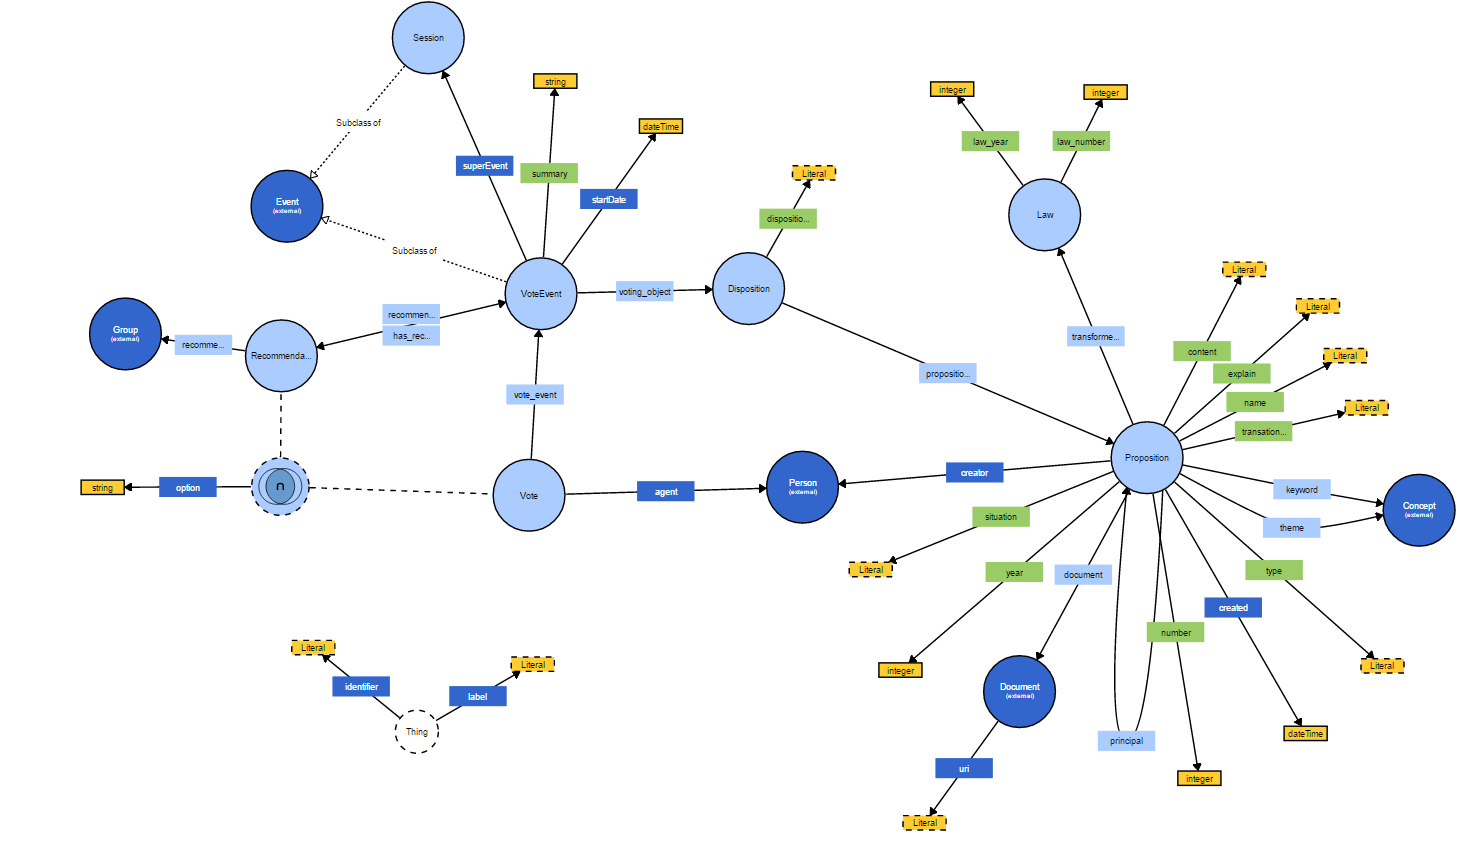 Session
string
integer
integer
Subclass of
dateTime
law_year
law_number
superEvent
summary
Literal
startDate
Event
(external)
dispositio...
Law
Subclass of
Literal
VoteEvent
voting_object
Disposition
Literal
recommen...
has_rec...
Group
(external)
recomme...
Recommenda...
transforme...
content
Literal
explain
propositio...
vote_event
name
Literal
transation...
Proposition
creator
string
option
∩
Vote
agent
Person
(external)
keyword
Concept
(external)
situation
theme
Literal
year
document
type
created
number
Literal
identifier
label
Literal
integer
Document
(external)
Literal
Thing
principal
dateTime
uri
integer
Literal